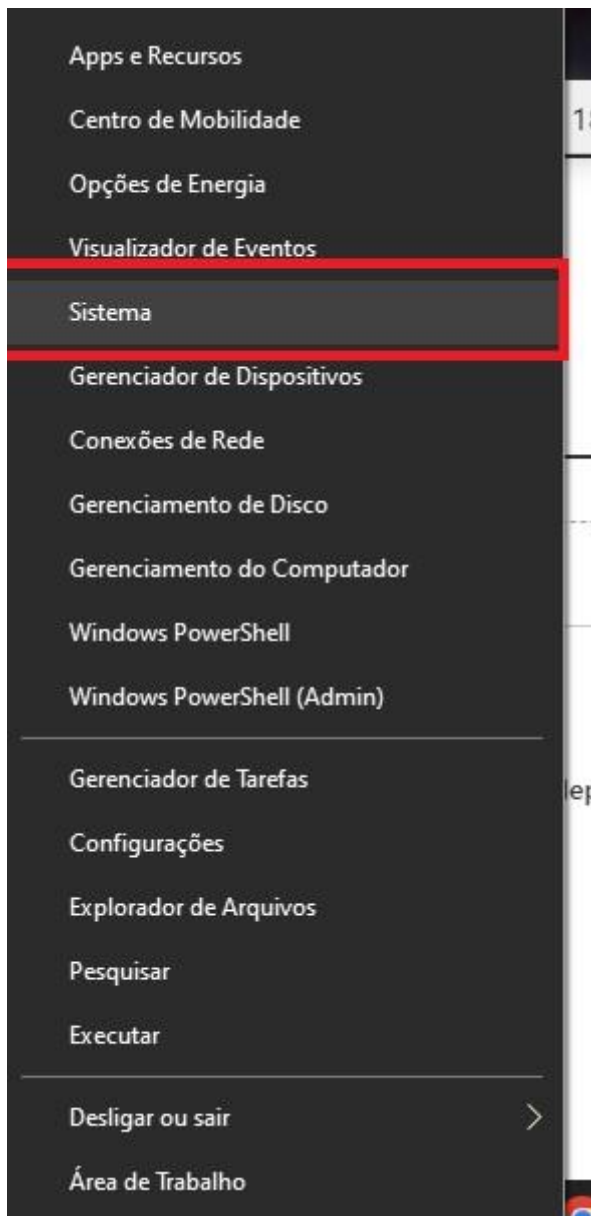 Apps e Recursos
Centro de Mobilidade
Opções de Energia
Visualizador de Eventos
Sistema
Gerenciador de Dispositivos
Conexões de Rede
Gerenciamento de Disco
Gerenciamento do Computador
Windows PowerShell
Windows PowerShell (Admin)
Gerenciador de Tarefas
Configurações
Explorador de Arquivos
Pesquisar
Executar
Desligar ou sair
Área de Trabalho